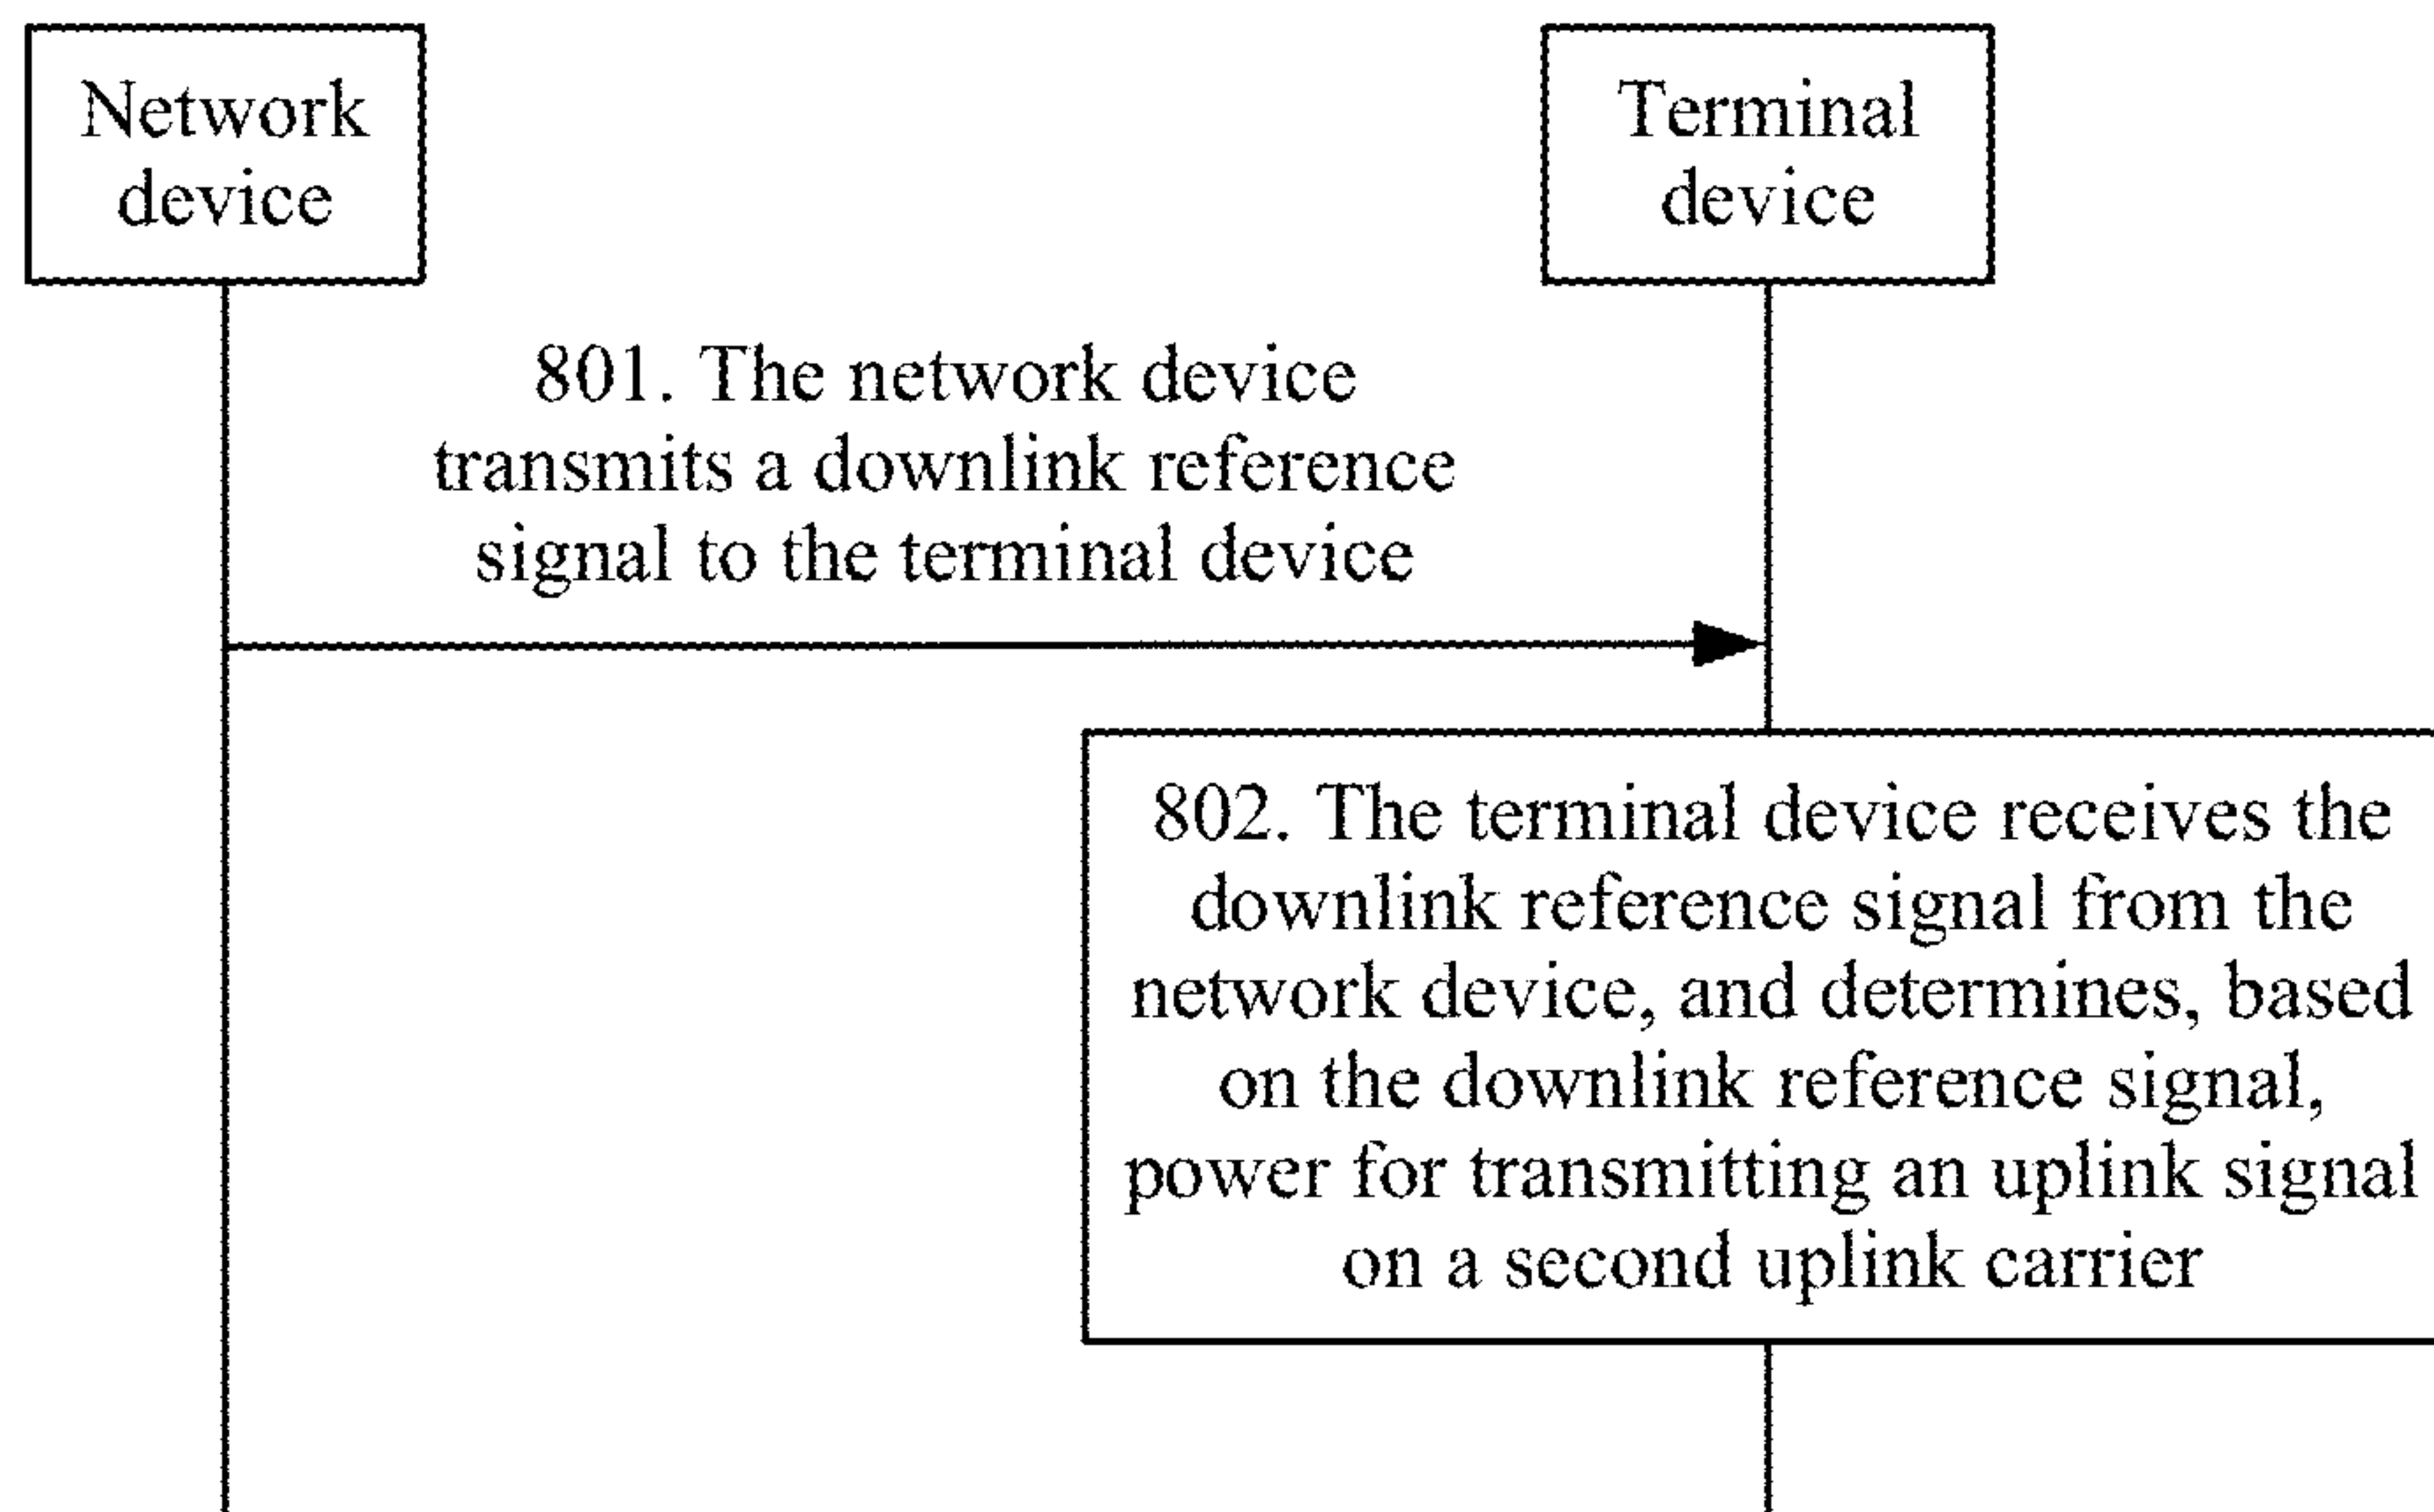 Network
device
Terminal
device
801. The network device
transmits a downlink reference
signal to the terminal device
802. The terminal device receives the
downlink reference signal from the
network device, and determines, based
on the downlink reference signal,
power for transmitting an uplink signal
on a second uplink carrier